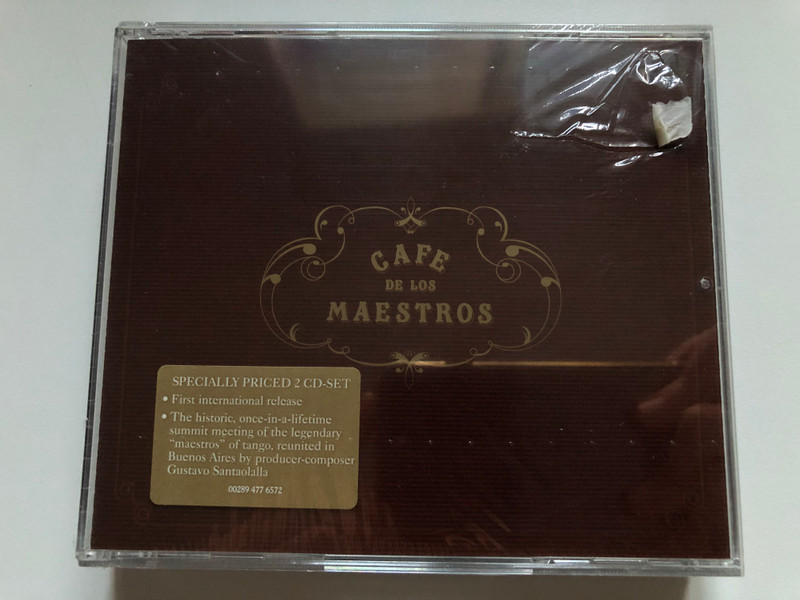 CAFE
DE LOS
MAESTROS
SPECIALLY PRICED 2 CD-SET
• First international release
• The historic, once-in-a-lifetime
summit meeting of the legendary
"maestros" of tango, reunited in
Buenos Aires by producer-composer
Gustavo Santaolalla
00289 477 6572